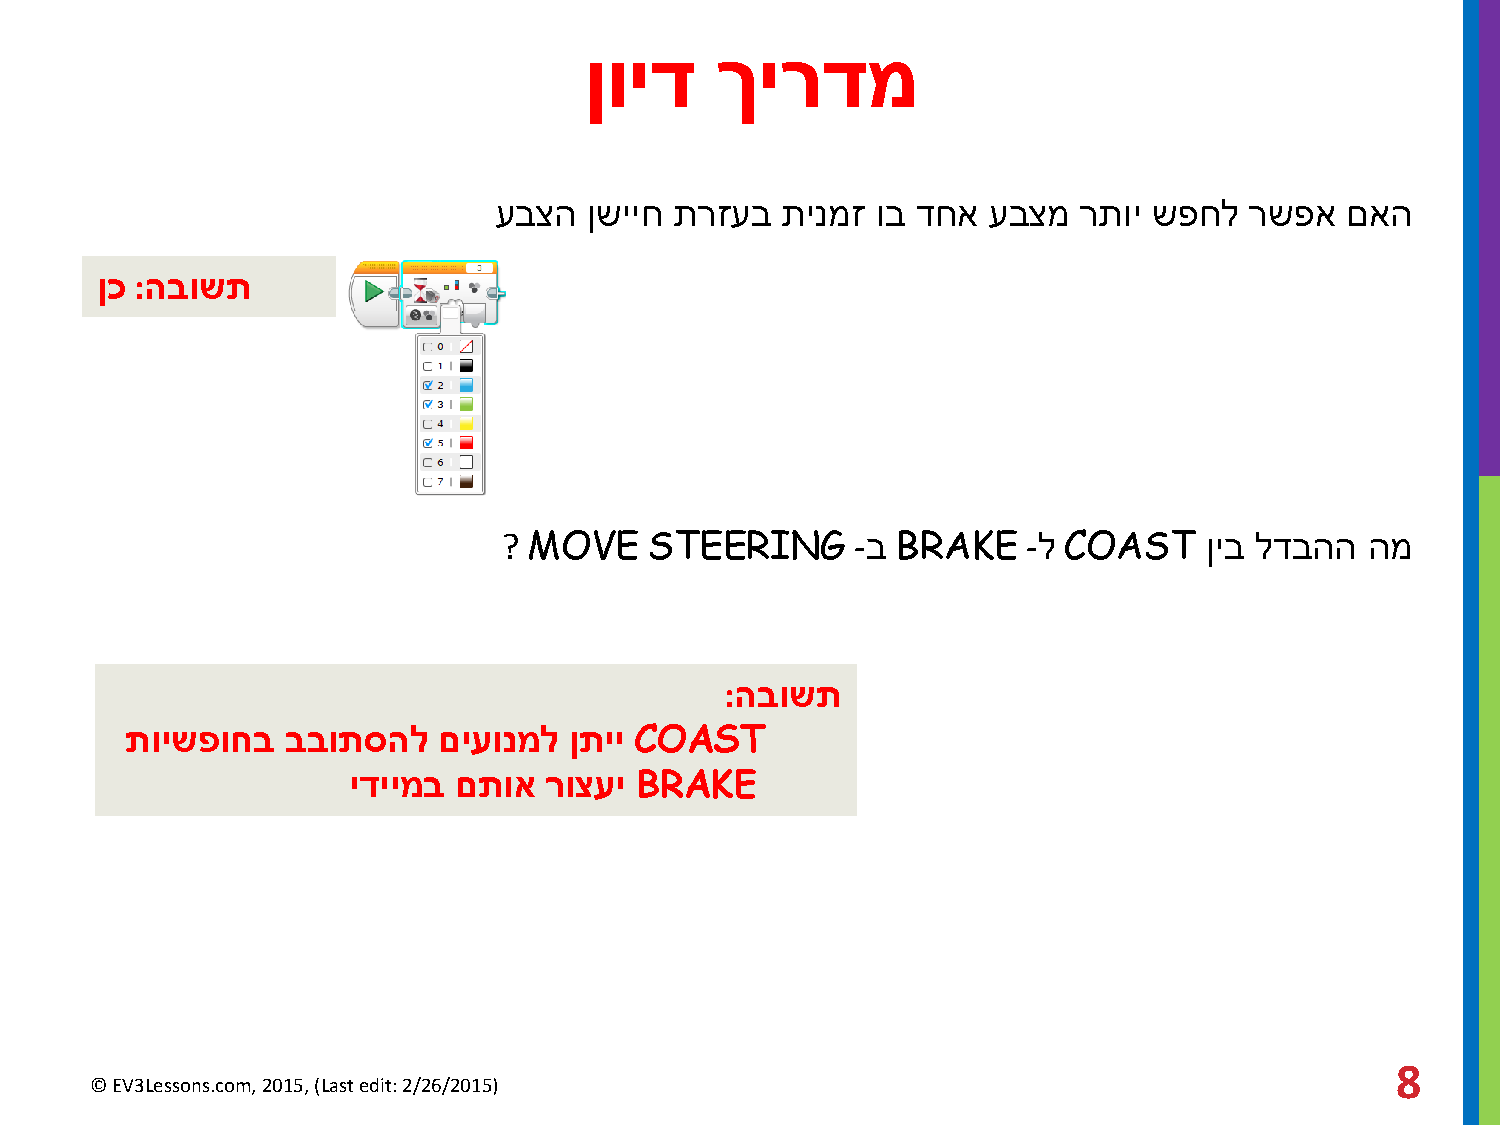 מדריך דיון
האם אפשר לחפש יותר מצבע אחד בו זמנית בעזרת חיישן הצבע
תשובה: כן
0
1
2
3
4
5
6
7
מה ההבדל בין COAST ל- BRAKE ב- MOVE STEERING ?
תשובה:
COAST ייתן למנועים להסתובב בחופשיות
BRAKE יעצור אותם במיידי
© EV3Lessons.com, 2015, (Last edit: 2/26/2015)
8